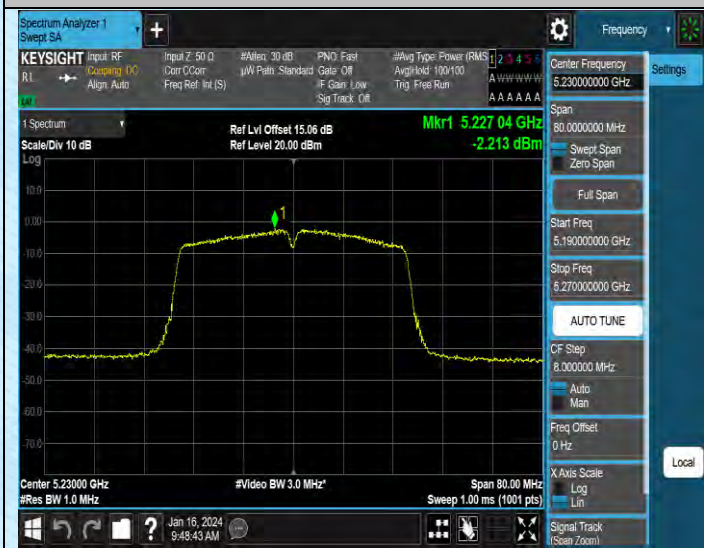 Spectrum Analyzer 1
Swept SA
+
Frequency
KEYSIGHT Input: RF Input Z: 50 Ω #Atten: 30 dB PNO: Fast #Avg Type: Power (RMS 1 2 3 4 5 6
RL Coupling: DC Corr CCorr µW Path: Standard Gate: Off Avg|Hold: 100/100 A WWWWW
Align: Auto Freq Ref: Int (S) IF Gain: Low Trig: Free Run
Sig Track: Off A A A A A A
Center Frequency
5.230000000 GHz
Settings
Span
80.0000000 MHz
Swept Span
Zero Span
Full Span
Start Freq
5.190000000 GHz
Stop Freq
5.270000000 GHz
AUTO TUNE
CF Step
8.000000 MHz
Auto
Man
Freq Offset
0 Hz
X Axis Scale
Log
Lin
Local
Signal Track
(Span Zoom)
1 Spectrum
Ref Lvl Offset 15.06 dB
Mkr1 5.227 04 GHz
Scale/Div 10 dB
Ref Level 20.00 dBm
-2.213 dBm
Log
10.0
0.00
-10.0
-20.0
-30.0
-40.0
-50.0
-60.0
-70.0
1
Center 5.23000 GHz
#Video BW 3.0 MHz*
Span 80.00 MHz
#Res BW 1.0 MHz
Sweep 1.00 ms (1001 pts)
?
Jan 16, 2024
9:48:43 AM